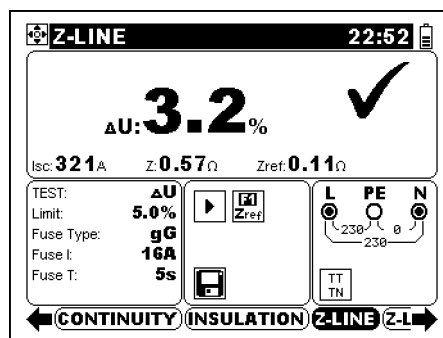 Z-LINE 22:52
ΔU: 3.2%
Isc: 321A Z: 0.57Ω Zref: 0.11Ω
TEST: ΔU
Limit: 5.0%
Fuse Type: gG
Fuse I: 16A
Fuse T: 5s
F1
Zref
L PE N
230 0
230
TT
TN
CONTINUITY INSULATION Z-LINE Z-L